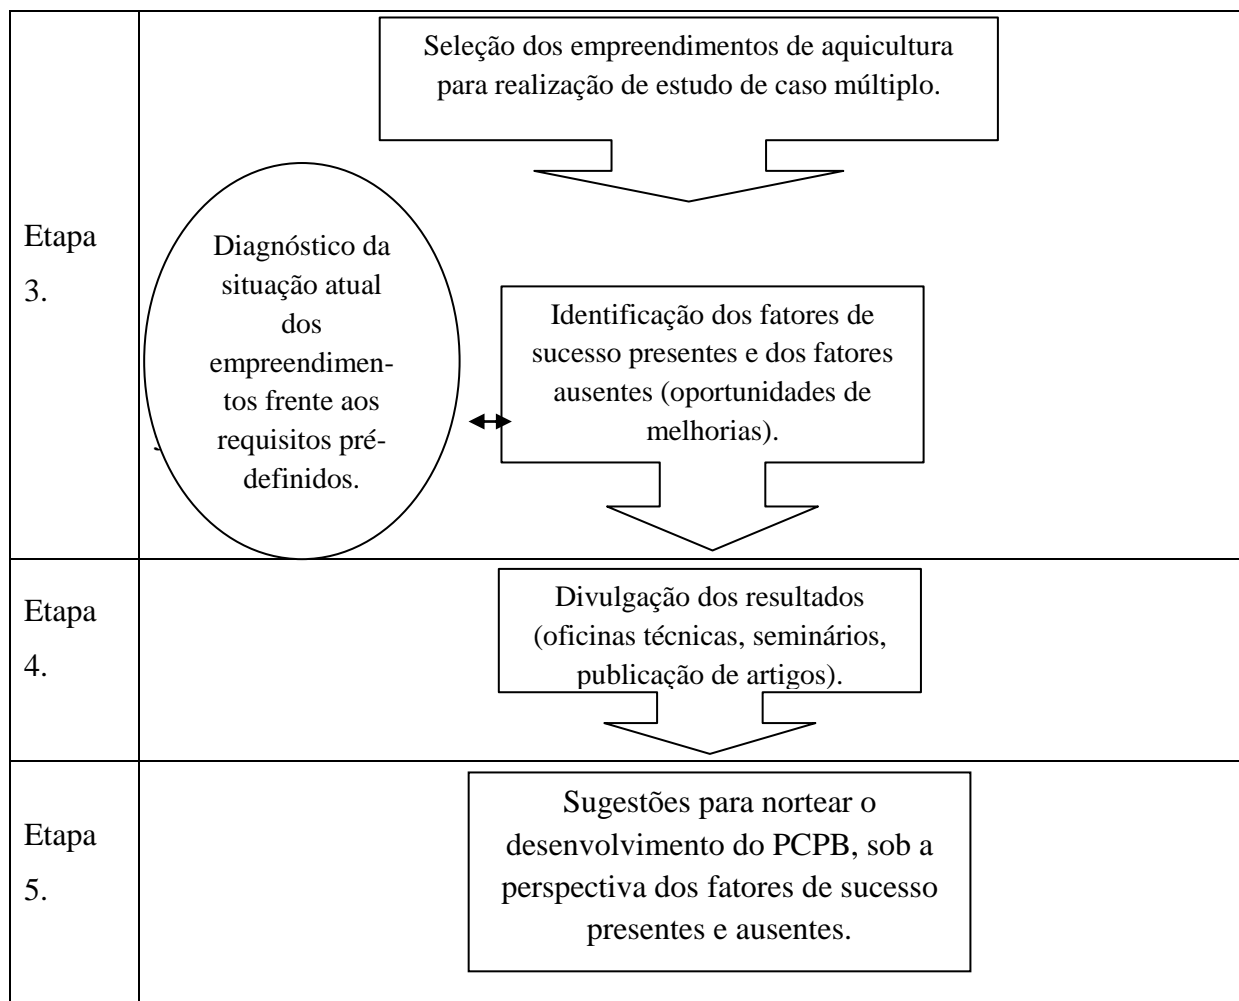 Etapa
3.
Seleção dos empreendimentos de aquicultura
para realização de estudo de caso múltiplo.
Diagnóstico da
situação atual
dos
empreendimen-
tos frente aos
requisitos pré-
definidos.
Identificação dos fatores de
sucesso presentes e dos fatores
ausentes (oportunidades de
melhorias).
Etapa
4.
Divulgação dos resultados
(oficinas técnicas, seminários,
publicação de artigos).
Etapa
5.
Sugestões para nortear o
desenvolvimento do PCPB, sob a
perspectiva dos fatores de sucesso
presentes e ausentes.